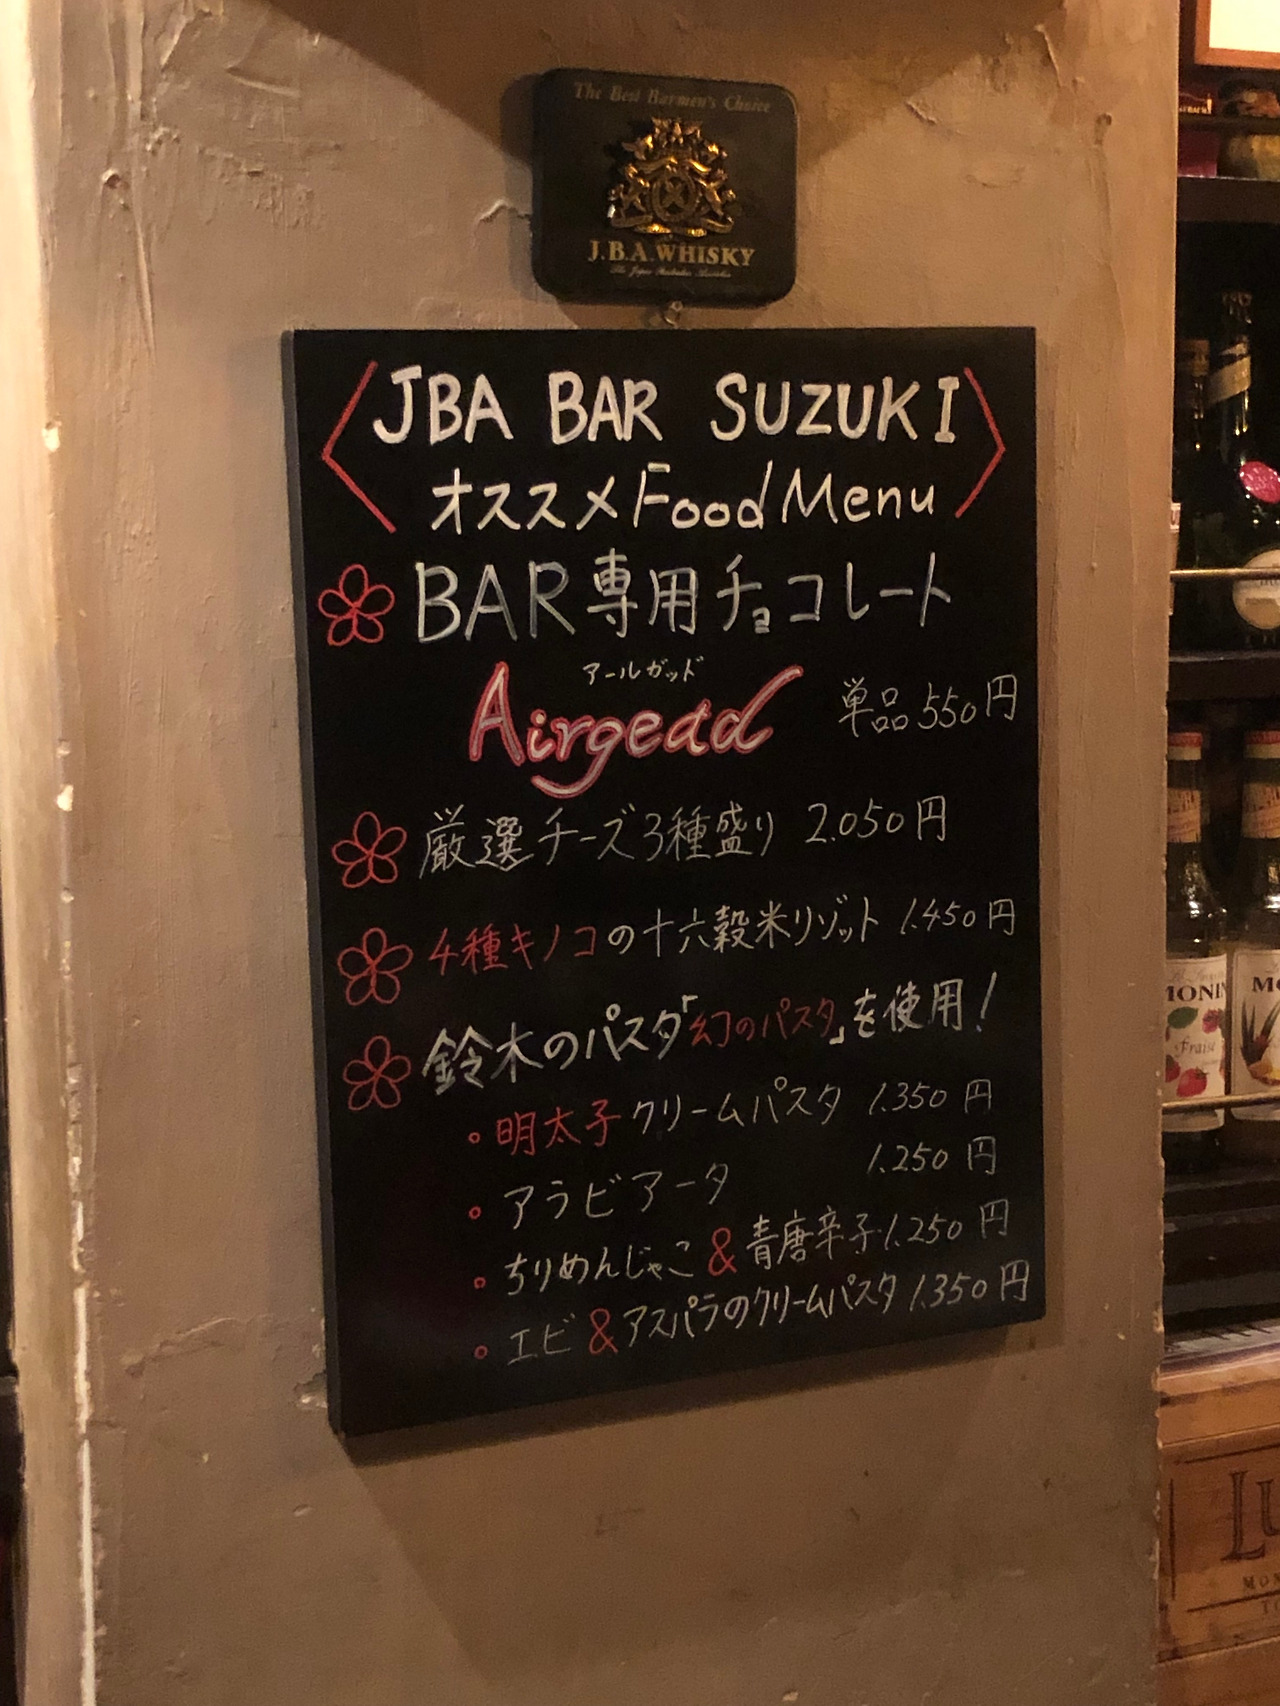 The Best Barmen's Choice
J.B.A. WHISKY
JBA BAR SUZUKI
オススメ Food Menu
BAR専用チョコレート
アールガッド
Airgead 単品 550円
厳選チーズ3種盛り 2.050円
4種キノコの十六穀米リゾット 1.450円
鈴木のパスタ「幻のパスタ」を使用!
。明太子クリームパスタ 1.350円
。アラビアータ 1.250円
。ちりめんじゃこ&青唐辛子 1.250円
。エビ&アスパラのクリームパスタ 1.350円
MONIN
Fraise